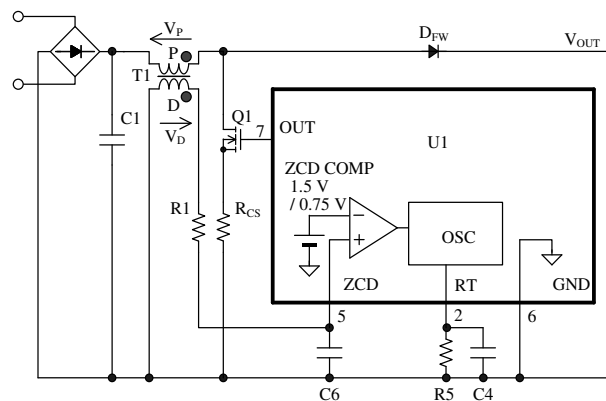 V_P
D_FW
V_OUT
P
T1
D
V_D
C1
Q1
7
OUT
U1
ZCD COMP
1.5 V
/ 0.75 V
R1
R_CS
−
+
OSC
ZCD
RT
GND
5
2
6
C6
R5
C4